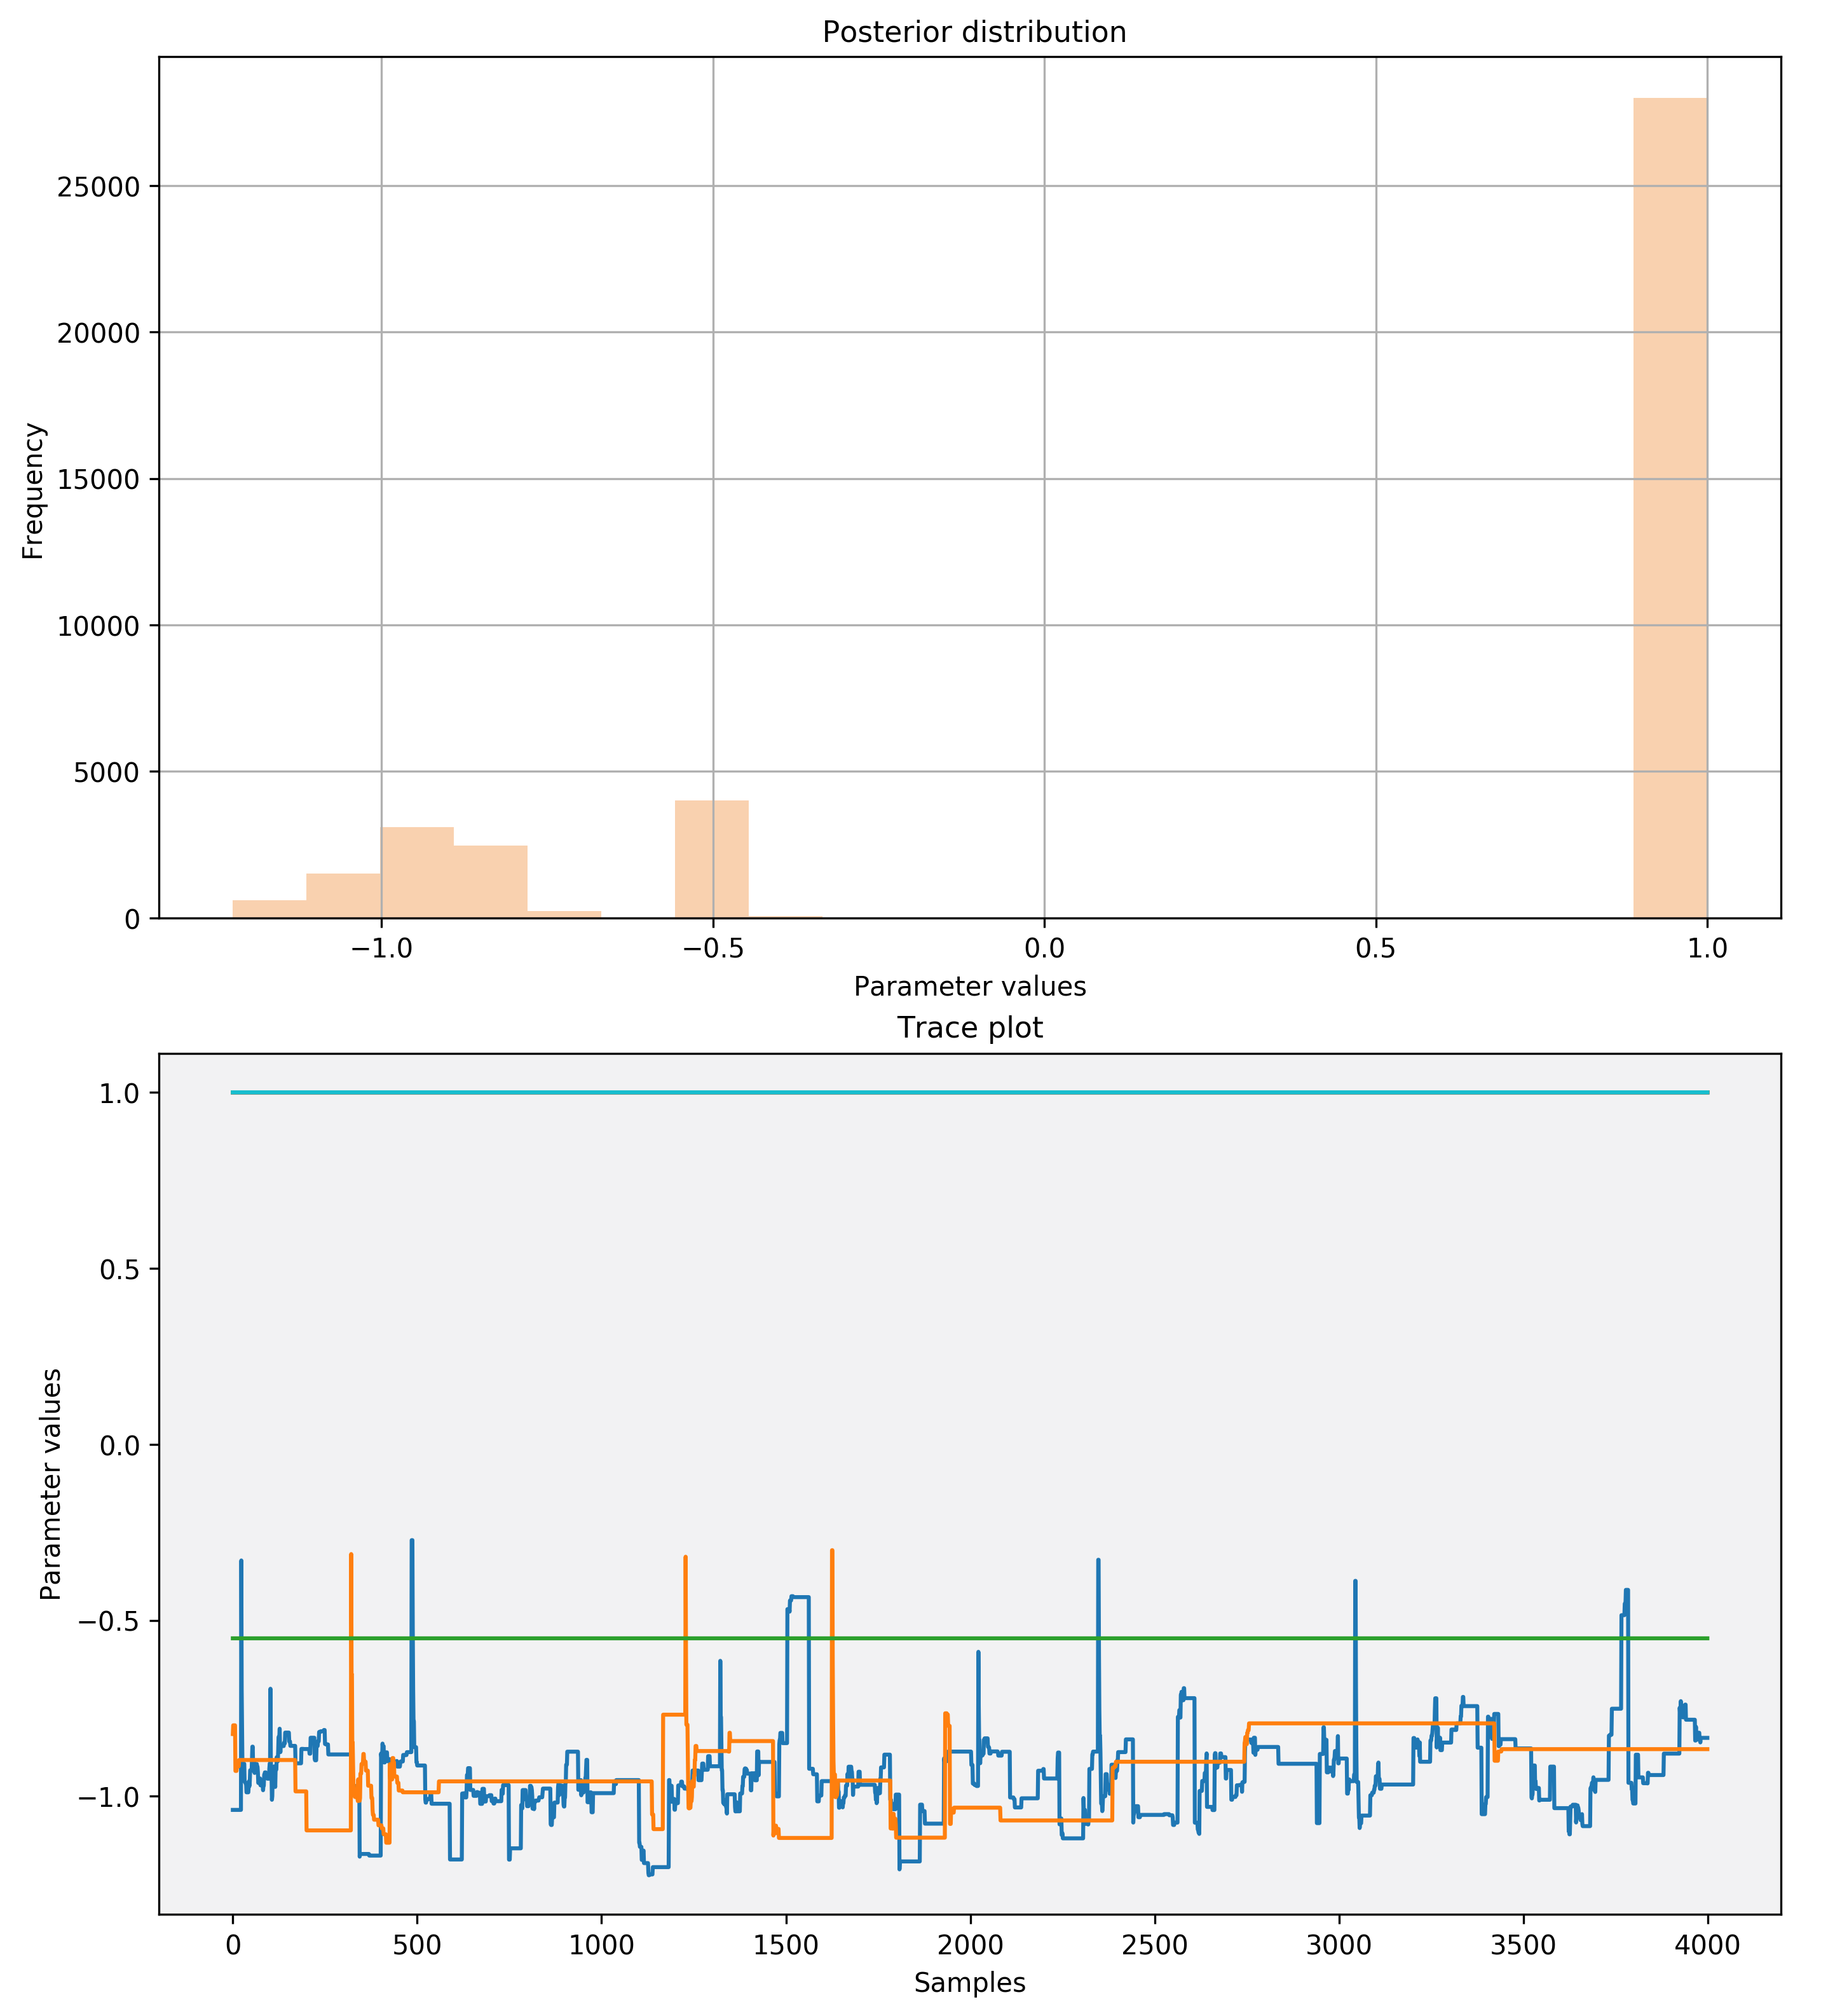 Posterior distribution
Frequency
25000
20000
15000
10000
5000
0
−1.0 −0.5 0.0 0.5 1.0
Parameter values
Trace plot
Parameter values
1.0
0.5
0.0
−0.5
−1.0
0 500 1000 1500 2000 2500 3000 3500 4000
Samples